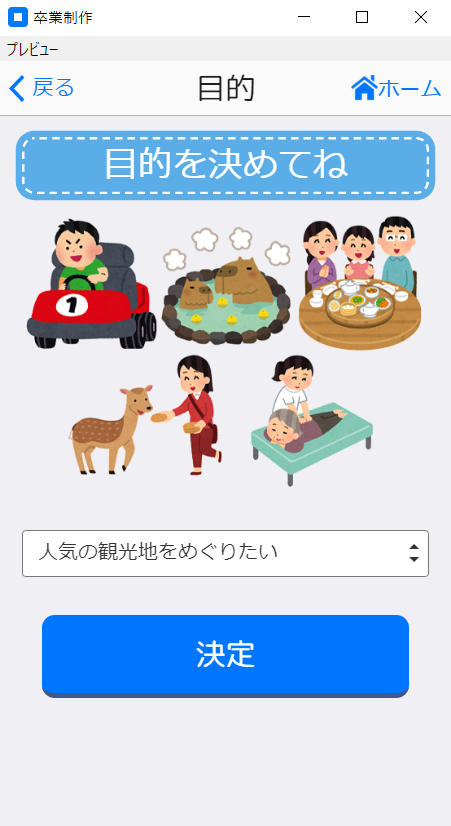 卒業制作
プレビュー
戻る
目的
ホーム
目的を決めてね
1
人気の観光地をめぐりたい
決定